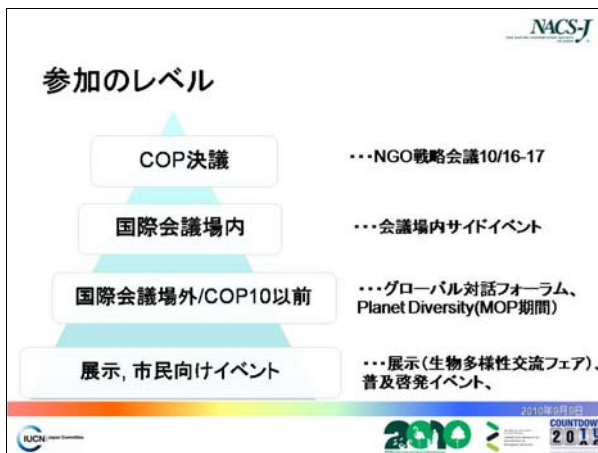 NACS-J
参加のレベル
COP決議
･･･NGO戦略会議10/16-17
国際会議場内
･･･会議場内サイドイベント
国際会議場外/COP10以前
･･･グローバル対話フォーラム、
Planet Diversity(MOP期間)
展示, 市民向けイベント
･･･展示(生物多様性交流フェア)、
普及啓発イベント、
2010年9月9日
IUCN Japan Committee
2010
COUNTDOWN